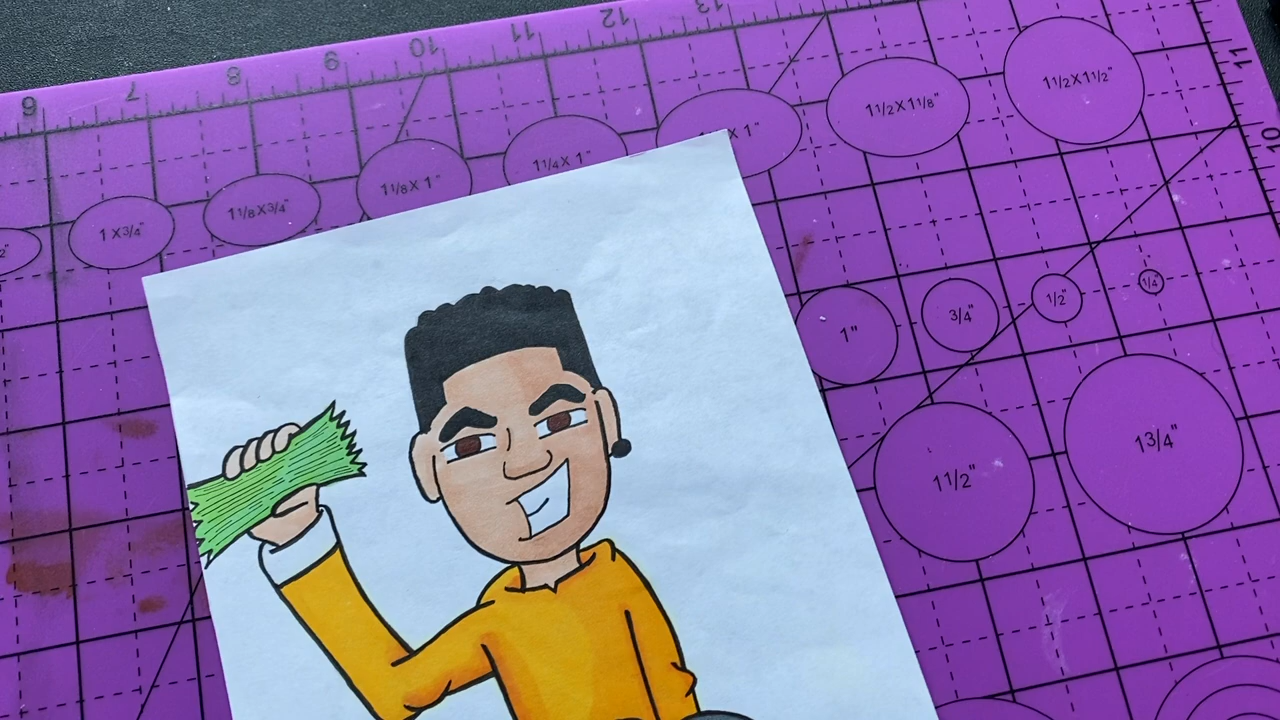 6 7 8 9 10 11 12 13
1 X 3/4"
1 1/8 X 3/4"
1 1/8 X 1"
1 1/4 X 1"
X 1"
1 1/2 X 1 1/8"
1 1/2 X 1 1/2"
11
10
2"
1"
3/4"
1/2"
1/4"
1 1/2"
1 3/4"